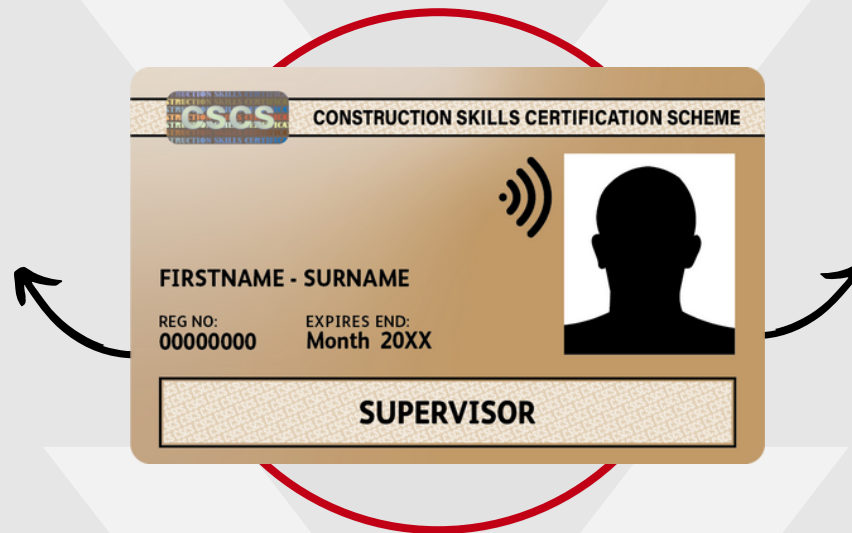 CSCS
CONSTRUCTION SKILLS CERTIFICATION SCHEME
FIRSTNAME - SURNAME
REG NO: EXPIRES END:
00000000 Month 20XX
SUPERVISOR